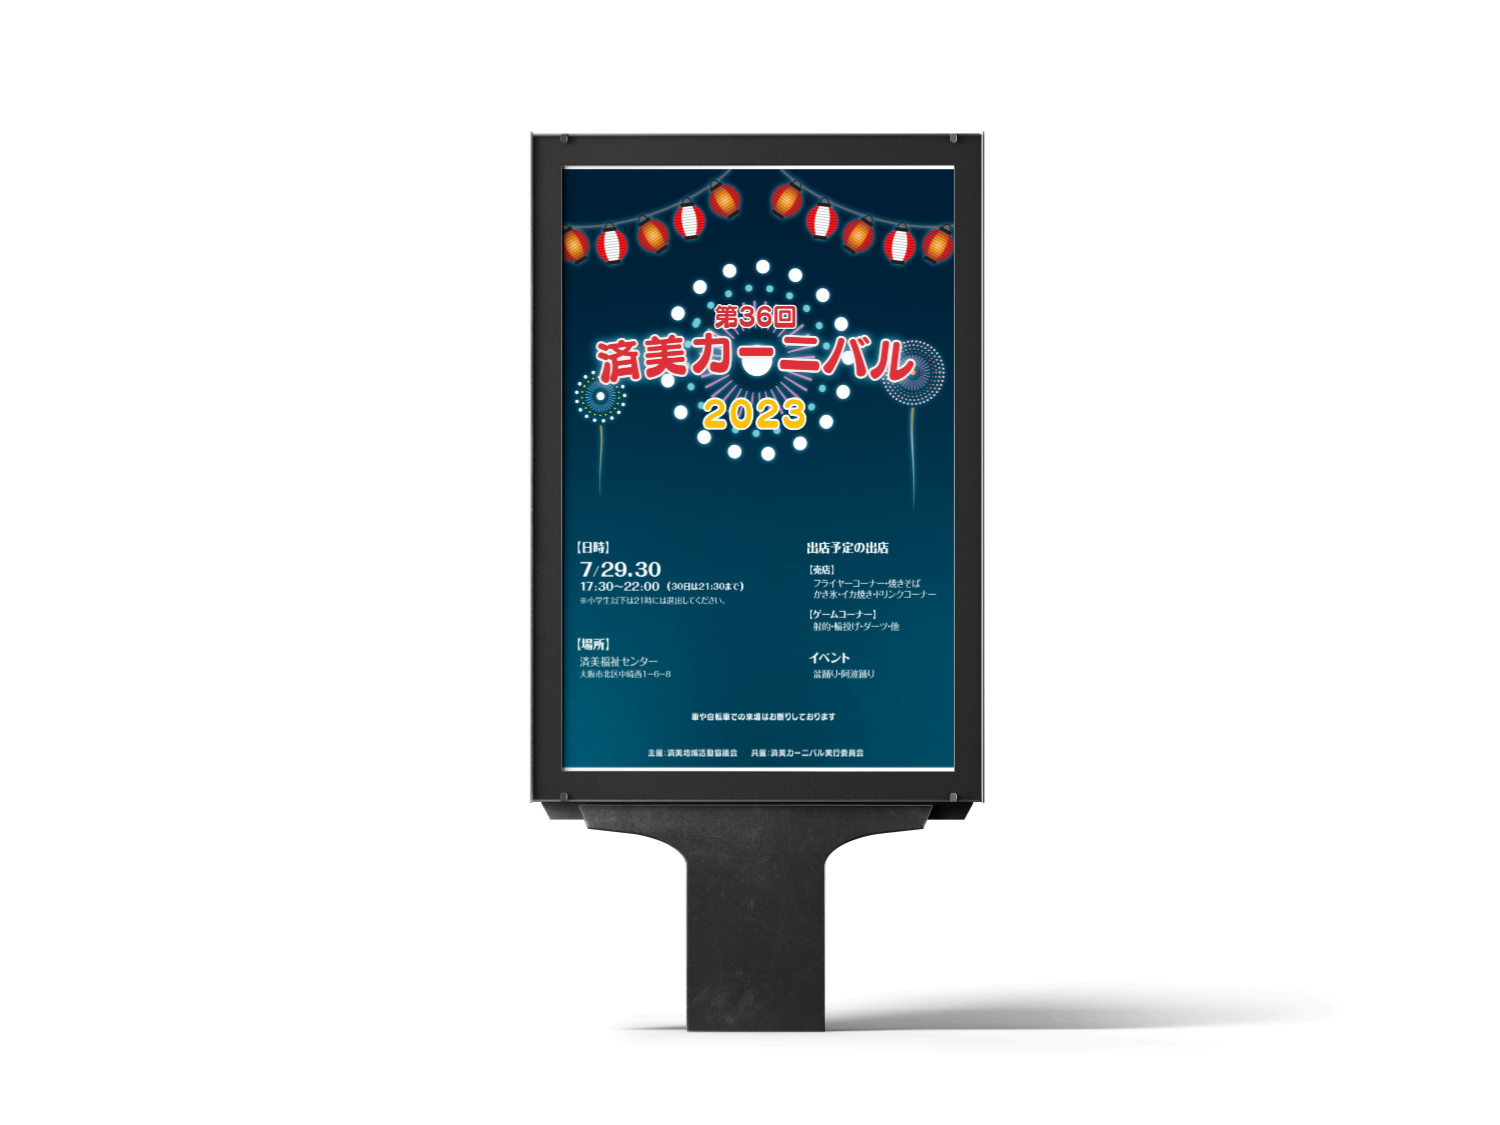 第36回
済美カーニバル
2023
【日時】
7/29.30
17:30~22:00 (30日は21:30まで)
※小学生以下は21時には退出してください。
【場所】
済美福祉センター
大阪市北区中崎西1-6-8
出店予定の出店
【売店】
フライヤーコーナー・焼きそば
かき氷・イカ焼き・ドリンクコーナー
【ゲームコーナー】
射的・輪投げ・ダーツ・他
イベント
盆踊り・阿波踊り
車や自転車での来場はお断りしております
主催:済美地域活動協議会 共催:済美カーニバル実行委員会